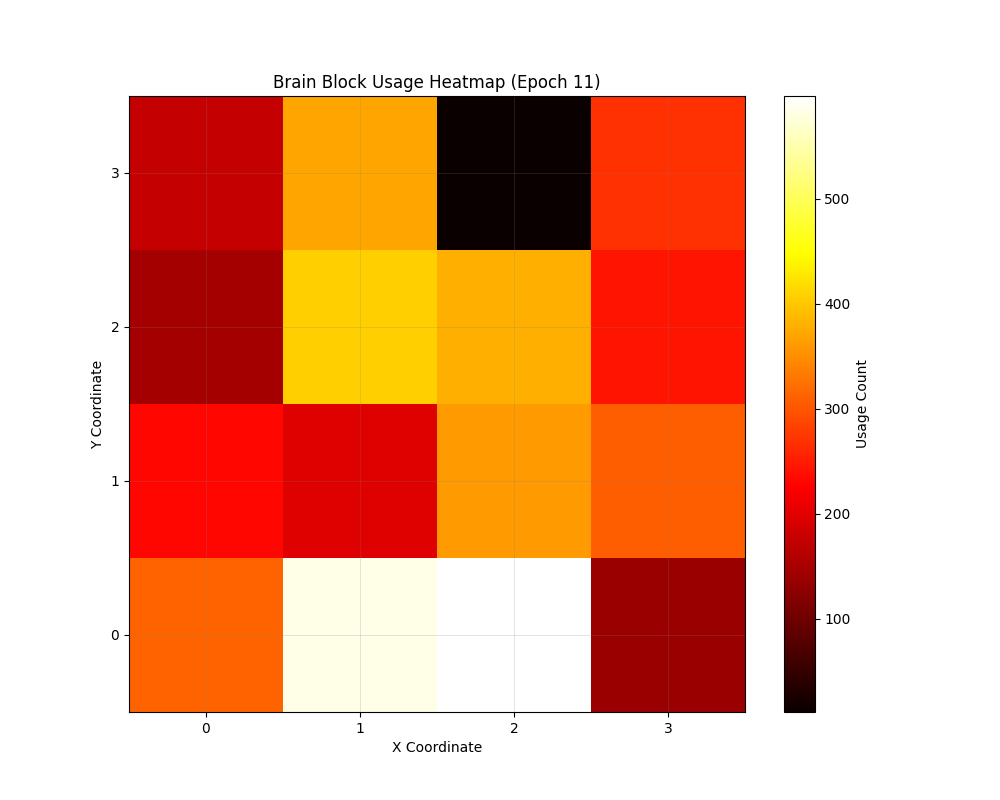 Brain Block Usage Heatmap (Epoch 11)
3
2
1
0
Y Coordinate
0 1 2 3
X Coordinate
500
400
300
200
100
Usage Count